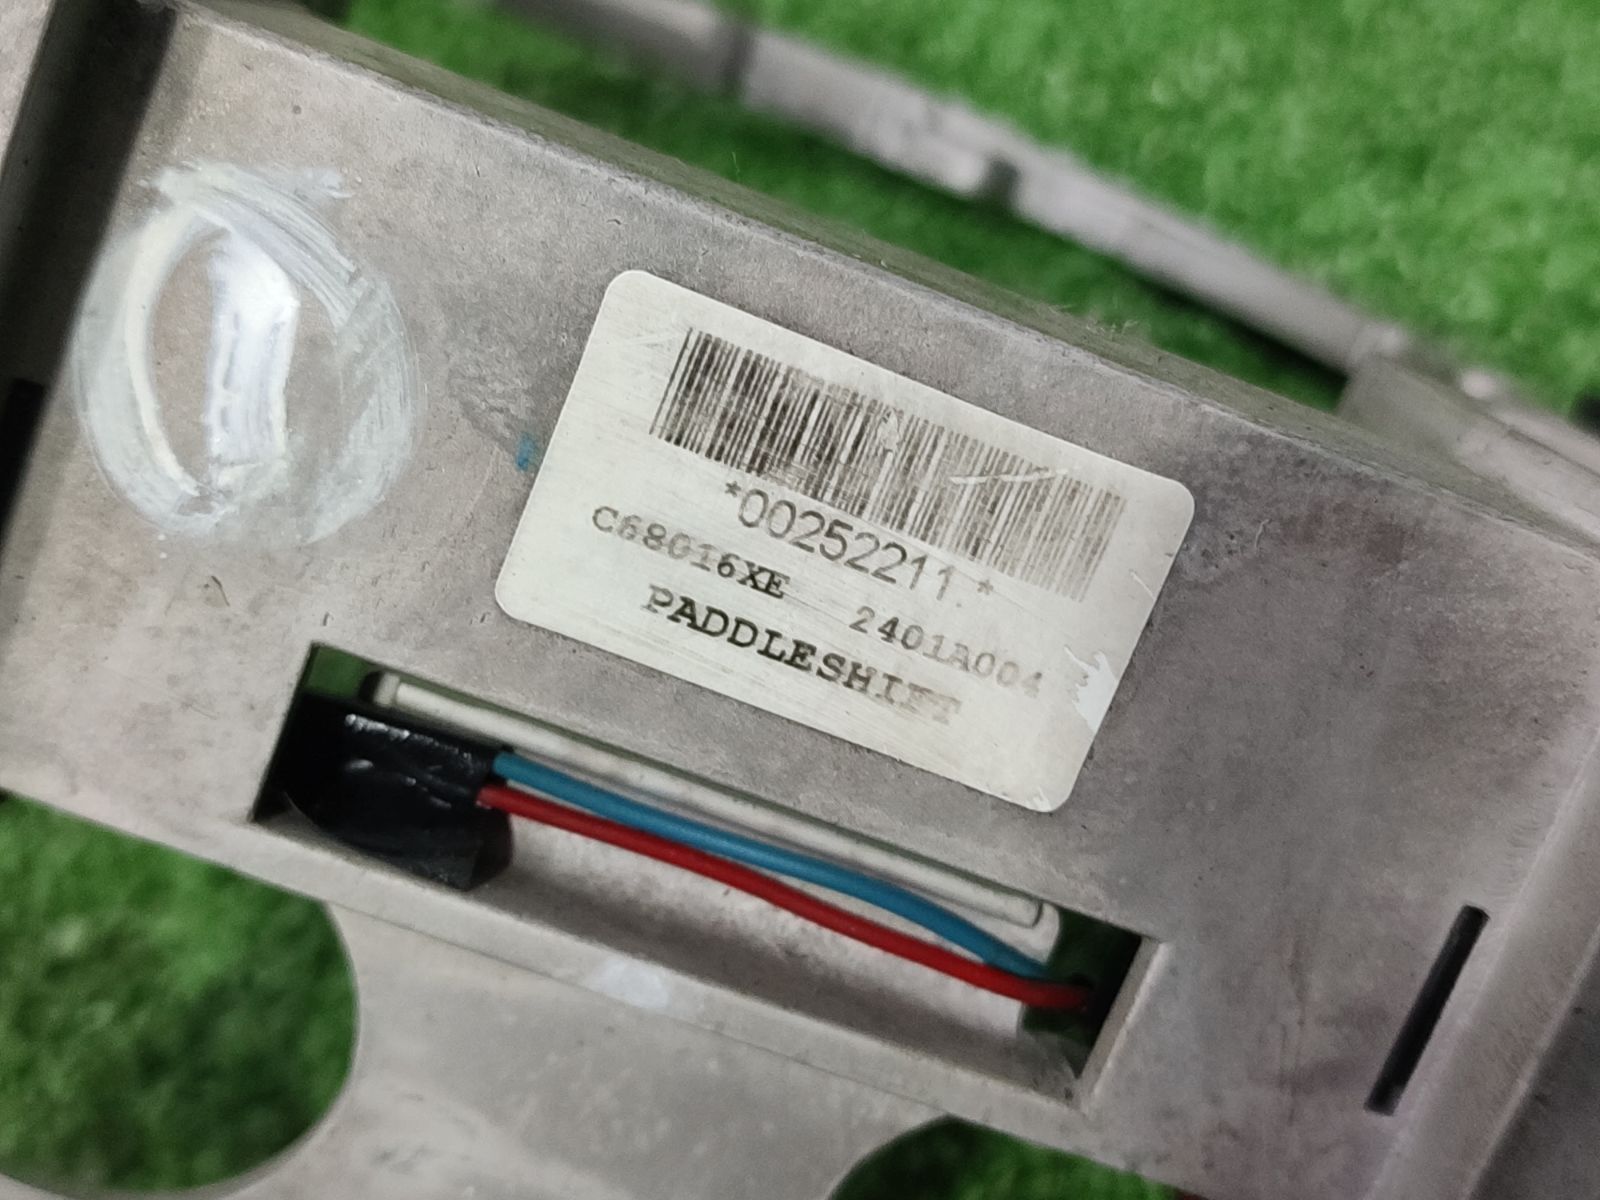 *00252211.*
C68016XE 2401A004
PADDLESHIFT